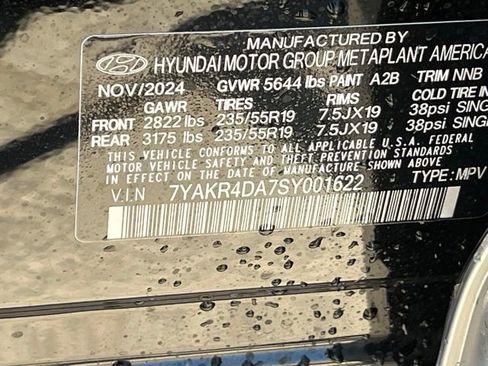 MANUFACTURED BY
HYUNDAI MOTOR GROUP METAPLANT AMERICA
NOV/2024 GVWR 5644 lbs PAINT A2B TRIM NNB
GAWR TIRES RIMS COLD TIRE IN
FRONT 2822 lbs 235/55R19 7.5JX19 38psi SING
REAR 3175 lbs 235/55R19 7.5JX19 38psi SINGL
THIS VEHICLE CONFORMS TO ALL APPLICABLE U.S.A. FEDERAL
MOTOR VEHICLE SAFETY AND THEFT PREVENTION STANDARDS
IN EFFECT ON THE DATE OF MANUFACTURE SHOWN ABOVE.
V.I.N 7YAKR4DA7SY001622 TYPE:MPV